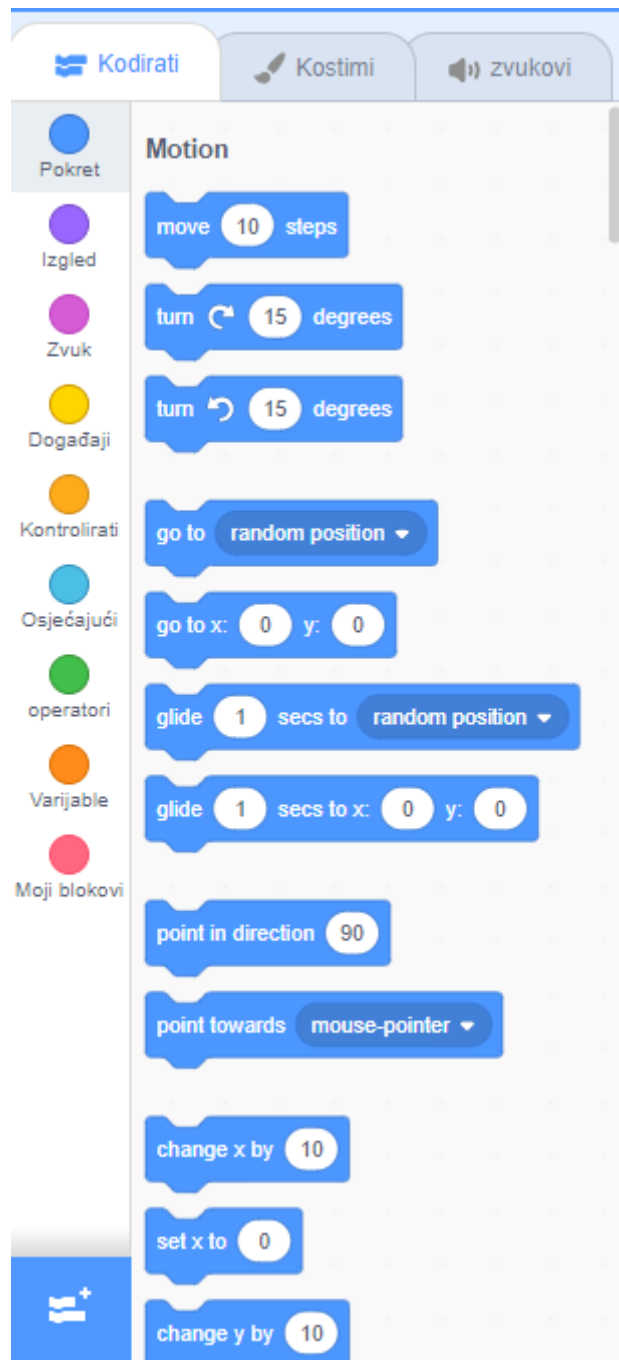 Kodirati Kostimi zvukovi
Pokret
Izgled
Zvuk
Događaji
Kontrolirati
Osjećajući
operatori
Varijable
Moji blokovi
Motion
move 10 steps
turn 15 degrees
turn 15 degrees
go to random position
go to x: 0 y: 0
glide 1 secs to random position
glide 1 secs to x: 0 y: 0
point in direction 90
point towards mouse-pointer
change x by 10
set x to 0
change y by 10